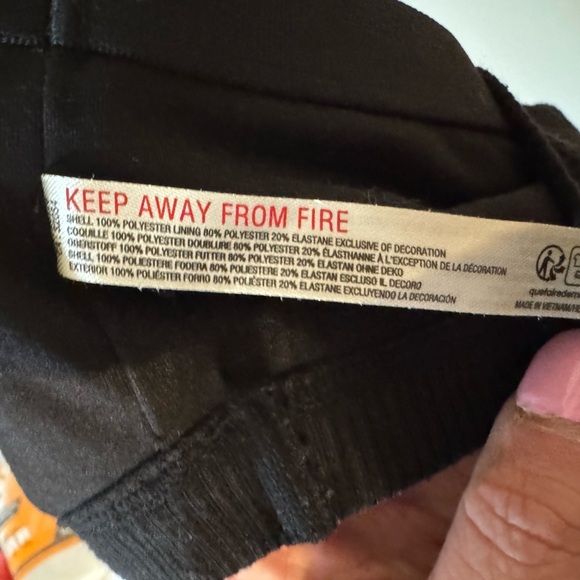 KEEP AWAY FROM FIRE
SHELL 100% POLYESTER LINING 80% POLYESTER 20% ELASTANE EXCLUSIVE OF DECORATION
COQUILLE 100% POLYESTER DOUBLURE 80% POLYESTER 20% ÉLASTHANNE À L'EXCEPTION DE LA DÉCORATION
OBERSTOFF 100% POLYESTER FUTTER 80% POLYESTER 20% ELASTAN OHNE DEKO
SHELL 100% POLIESTERE FODERA 80% POLIESTERE 20% ELASTAN ESCLUSO IL DECORO
EXTERIOR 100% POLIÉSTER FORRO 80% POLIÉSTER 20% ELASTANO EXCLUYENDO LA DECORACIÓN
MADE IN VIETNAM